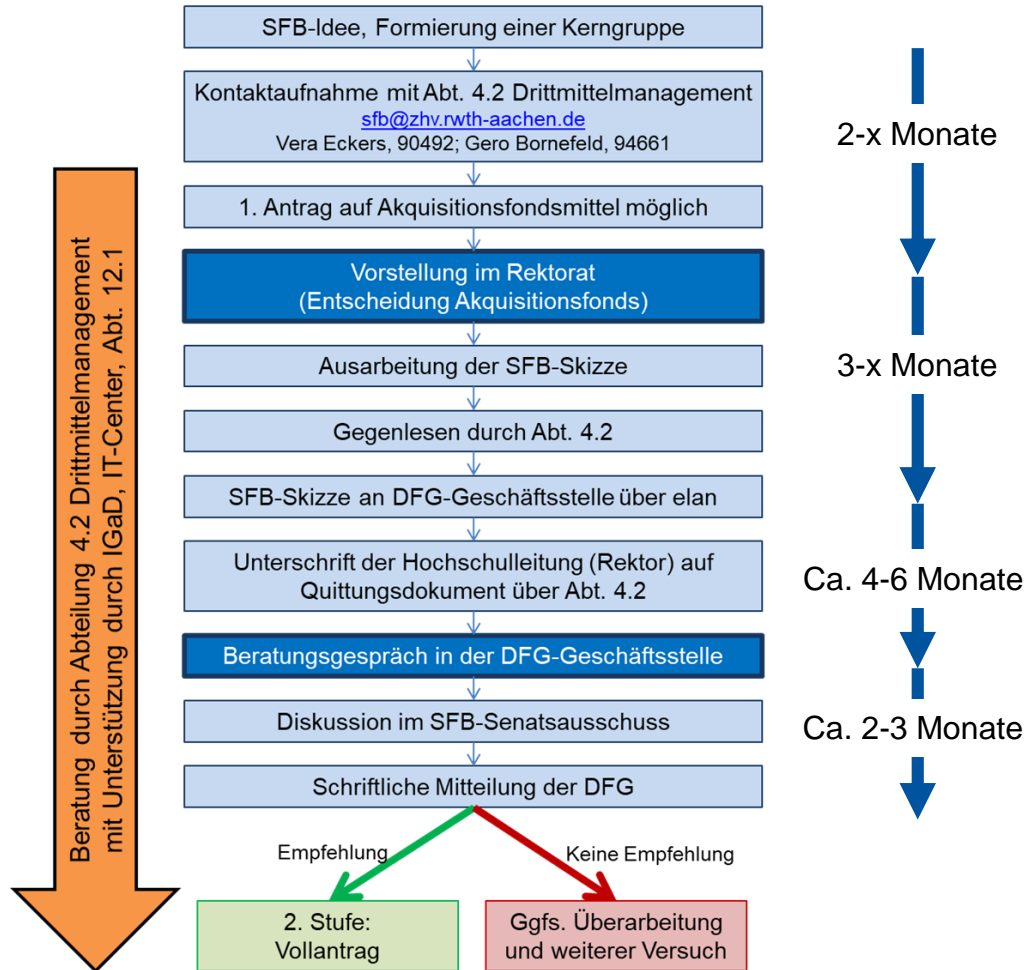 SFB-Idee, Formierung einer Kerngruppe
Kontaktaufnahme mit Abt. 4.2 Drittmittelmanagement
sfb@zhv.rwth-aachen.de
Vera Eckers, 90492; Gero Bornefeld, 94661
1. Antrag auf Akquisitionsfondsmittel möglich
Vorstellung im Rektorat
(Entscheidung Akquisitionsfonds)
Ausarbeitung der SFB-Skizze
Gegenlesen durch Abt. 4.2
SFB-Skizze an DFG-Geschäftsstelle über elan
Unterschrift der Hochschulleitung (Rektor) auf
Quittungsdokument über Abt. 4.2
Beratungsgespräch in der DFG-Geschäftsstelle
Diskussion im SFB-Senatsausschuss
Schriftliche Mitteilung der DFG
Empfehlung
Keine Empfehlung
2. Stufe:
Vollantrag
Ggfs. Überarbeitung
und weiterer Versuch
Beratung durch Abteilung 4.2 Drittmittelmanagement
mit Unterstützung durch IGaD, IT-Center, Abt. 12.1
2-x Monate
3-x Monate
Ca. 4-6 Monate
Ca. 2-3 Monate